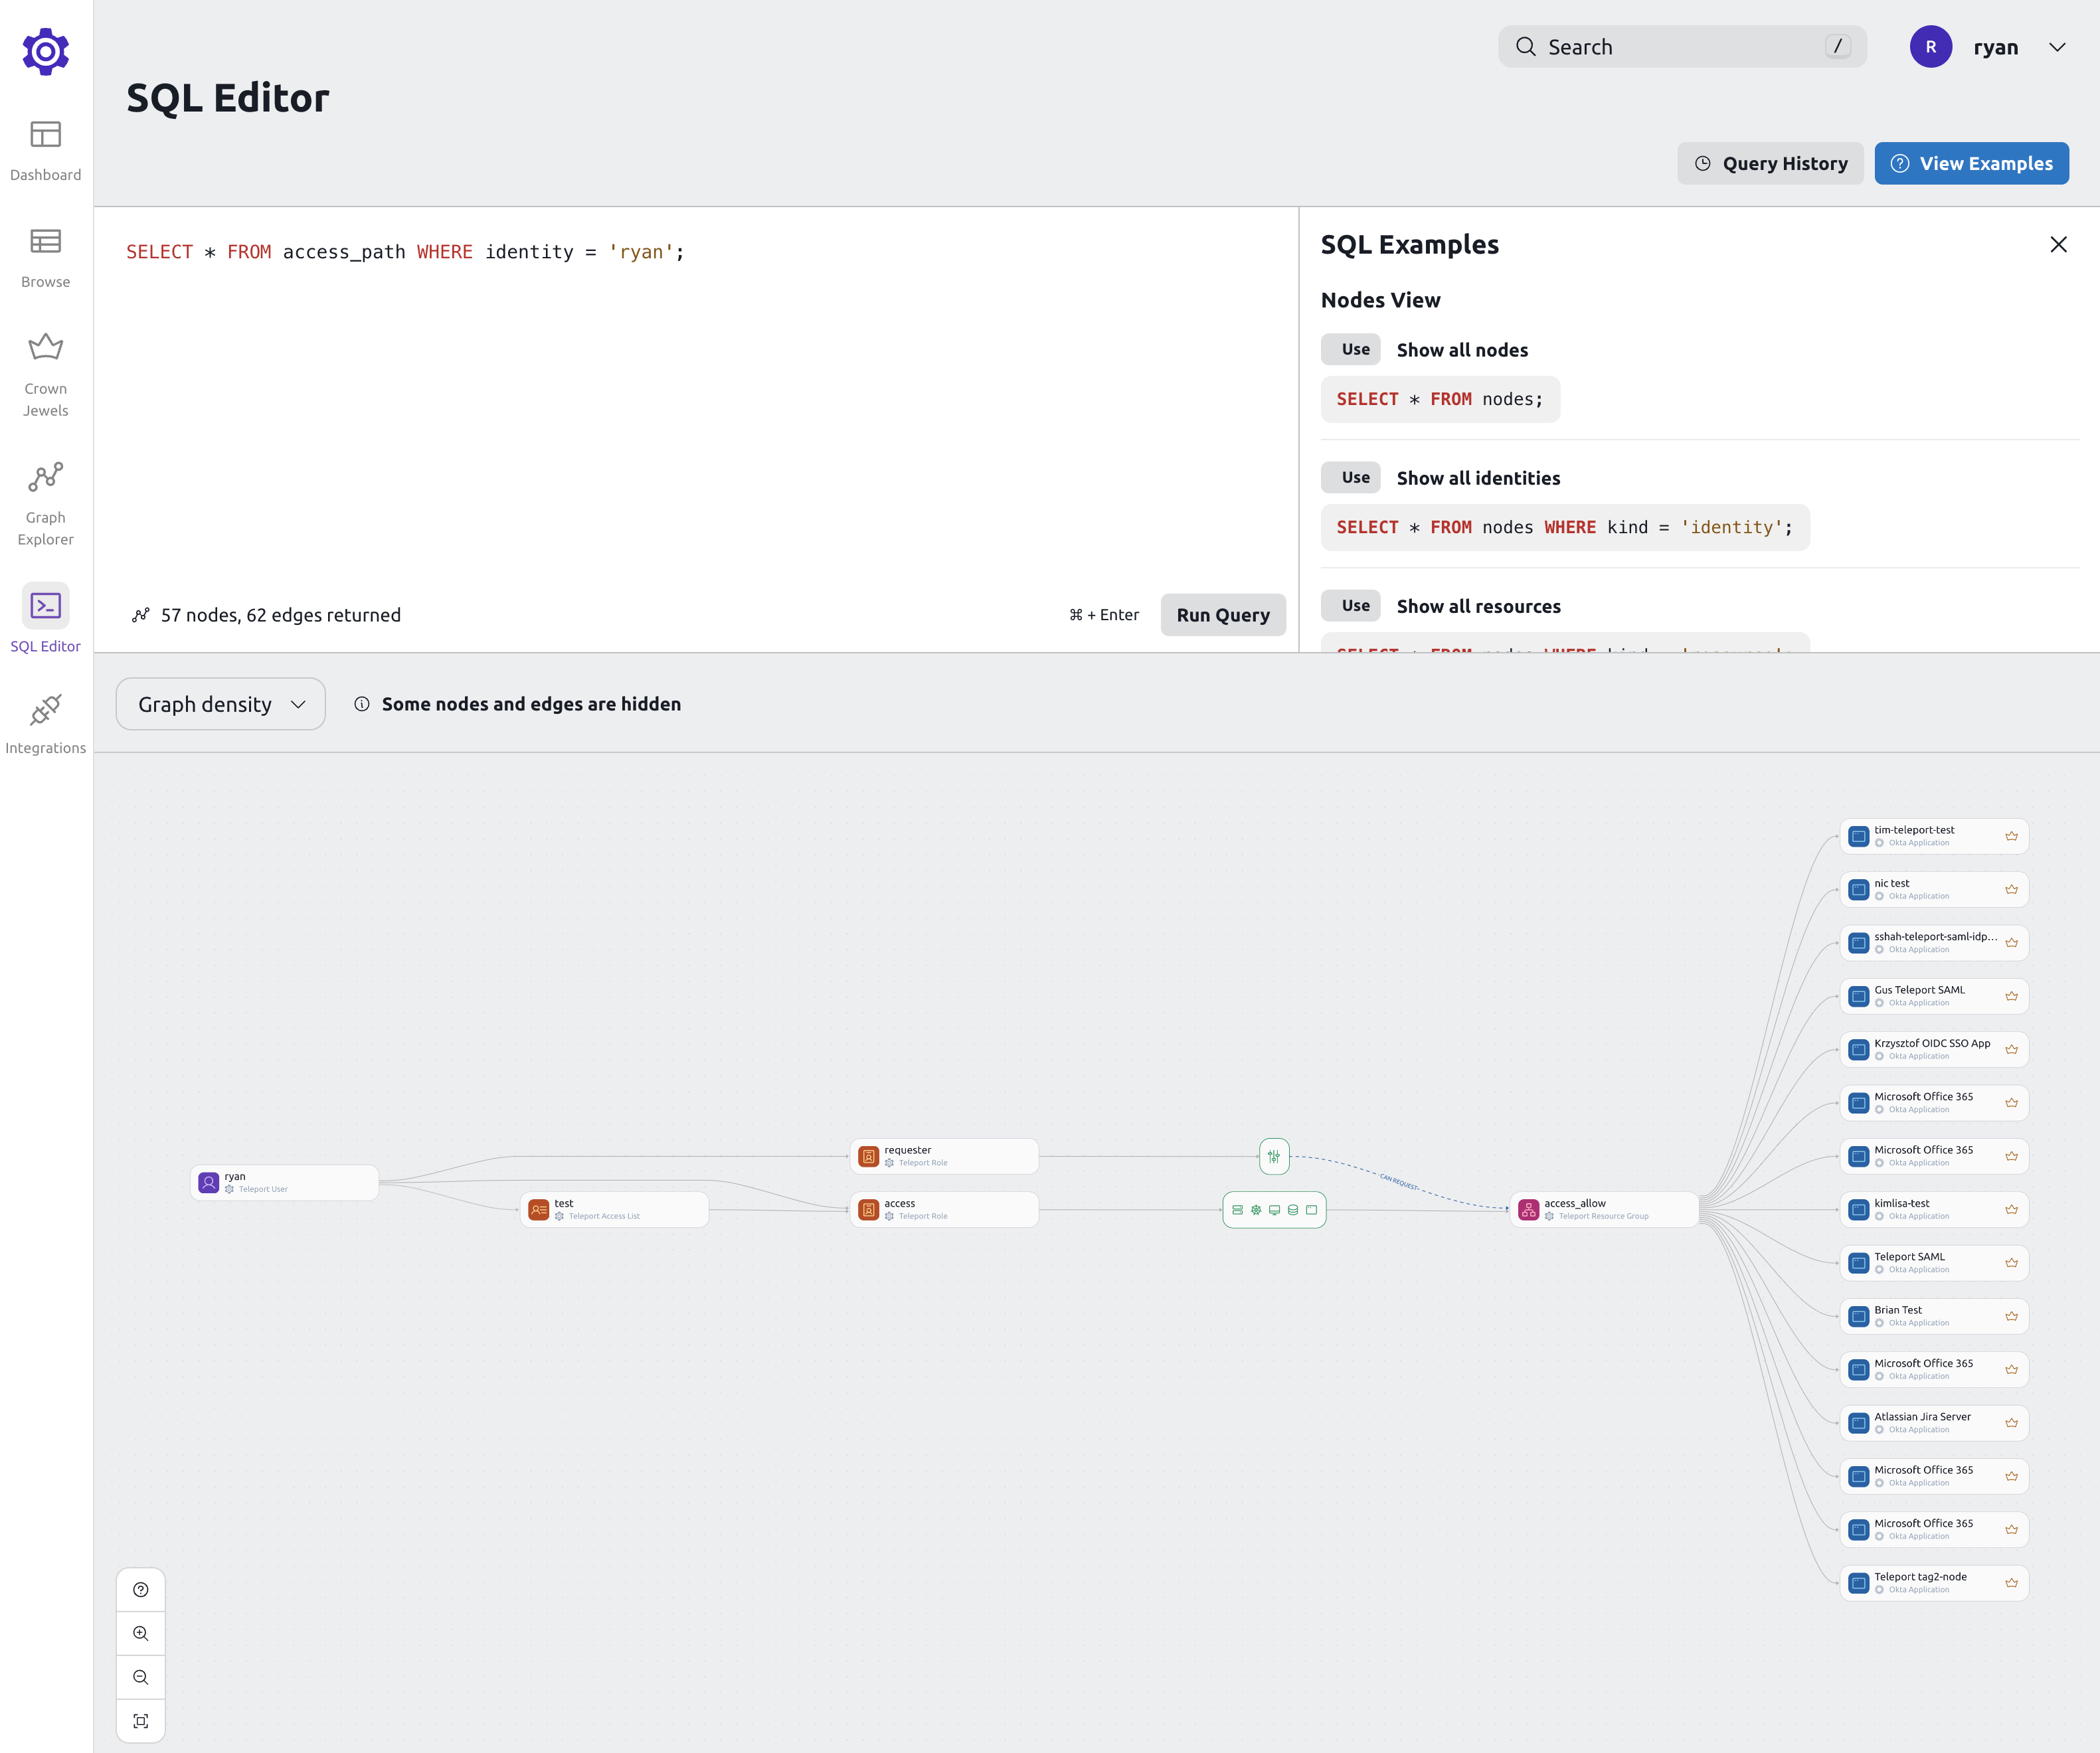 Search
/
R
ryan
SQL Editor
Query History
View Examples
Dashboard
Browse
Crown
Jewels
Graph
Explorer
SQL Editor
Integrations
SELECT * FROM access_path WHERE identity = 'ryan';
57 nodes, 62 edges returned
⌘ + Enter
Run Query
SQL Examples
Nodes View
Use
Show all nodes
SELECT * FROM nodes;
Use
Show all identities
SELECT * FROM nodes WHERE kind = 'identity';
Use
Show all resources
Graph density
Some nodes and edges are hidden
ryan
Teleport User
test
Teleport Access List
requester
Teleport Role
access
Teleport Role
CAN REQUEST
access_allow
Teleport Resource Group
tim-teleport-test
Okta Application
nic test
Okta Application
sshah-teleport-saml-idp...
Okta Application
Gus Teleport SAML
Okta Application
Krzysztof OIDC SSO App
Okta Application
Microsoft Office 365
Okta Application
Microsoft Office 365
Okta Application
kimlisa-test
Okta Application
Teleport SAML
Okta Application
Brian Test
Okta Application
Microsoft Office 365
Okta Application
Atlassian Jira Server
Okta Application
Microsoft Office 365
Okta Application
Microsoft Office 365
Okta Application
Teleport tag2-node
Okta Application